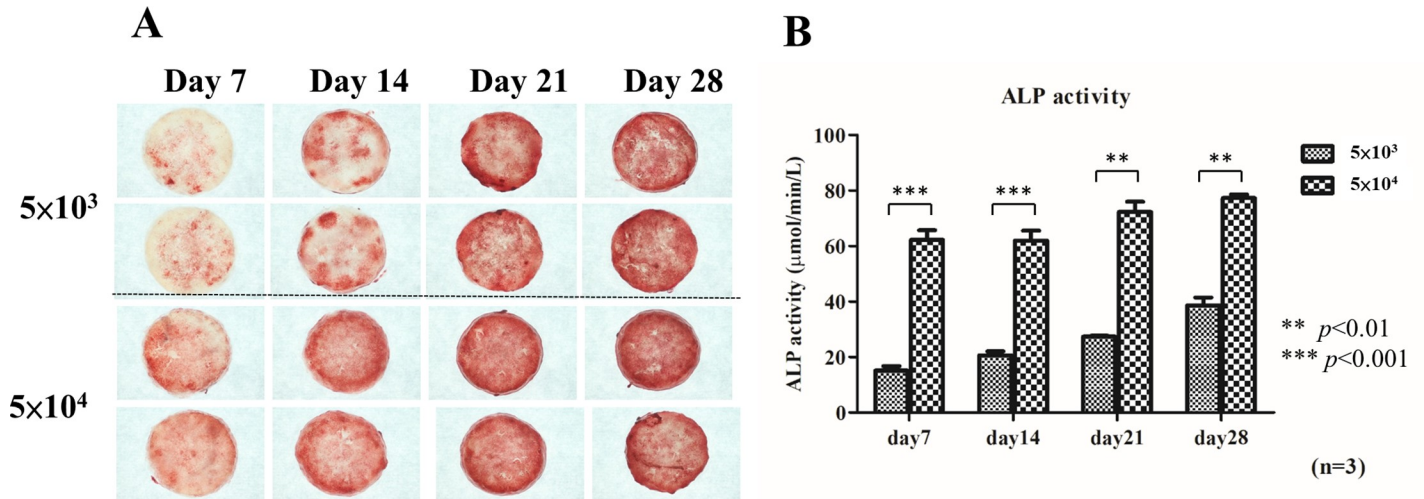 A
Day 7 Day 14 Day 21 Day 28
5×10³
5×10⁴
B
ALP activity
ALP activity (μmol/min/L)
100
80
60
40
20
0
*** *** ** **
day7 day14 day21 day28
5×10³
5×10⁴
** p<0.01
*** p<0.001
(n=3)